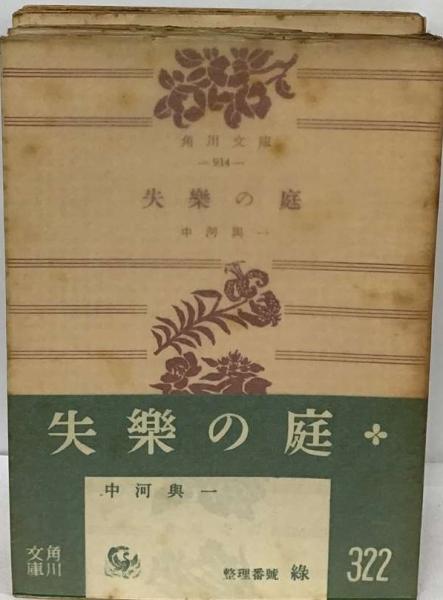 角川文庫
—914—
失樂の庭
中河與一
失樂の庭
中河與一
角川
文庫
整理番號 綠
322